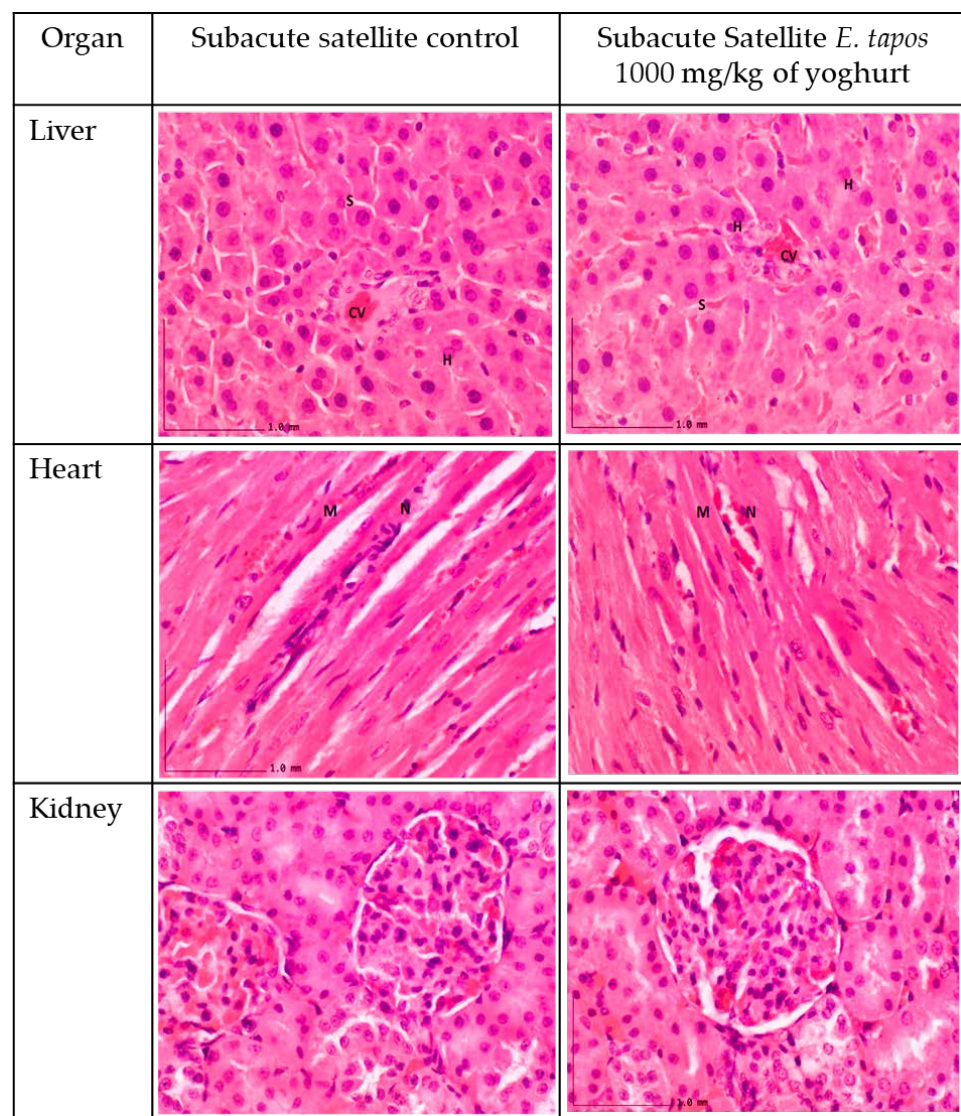 Organ
Subacute satellite control
Subacute Satellite E. tapos
1000 mg/kg of yoghurt
Liver
S
CV
H
1.0 mm
H
H
CV
S
1.0 mm
Heart
M
N
1.0 mm
M
N
Kidney
1.0 mm